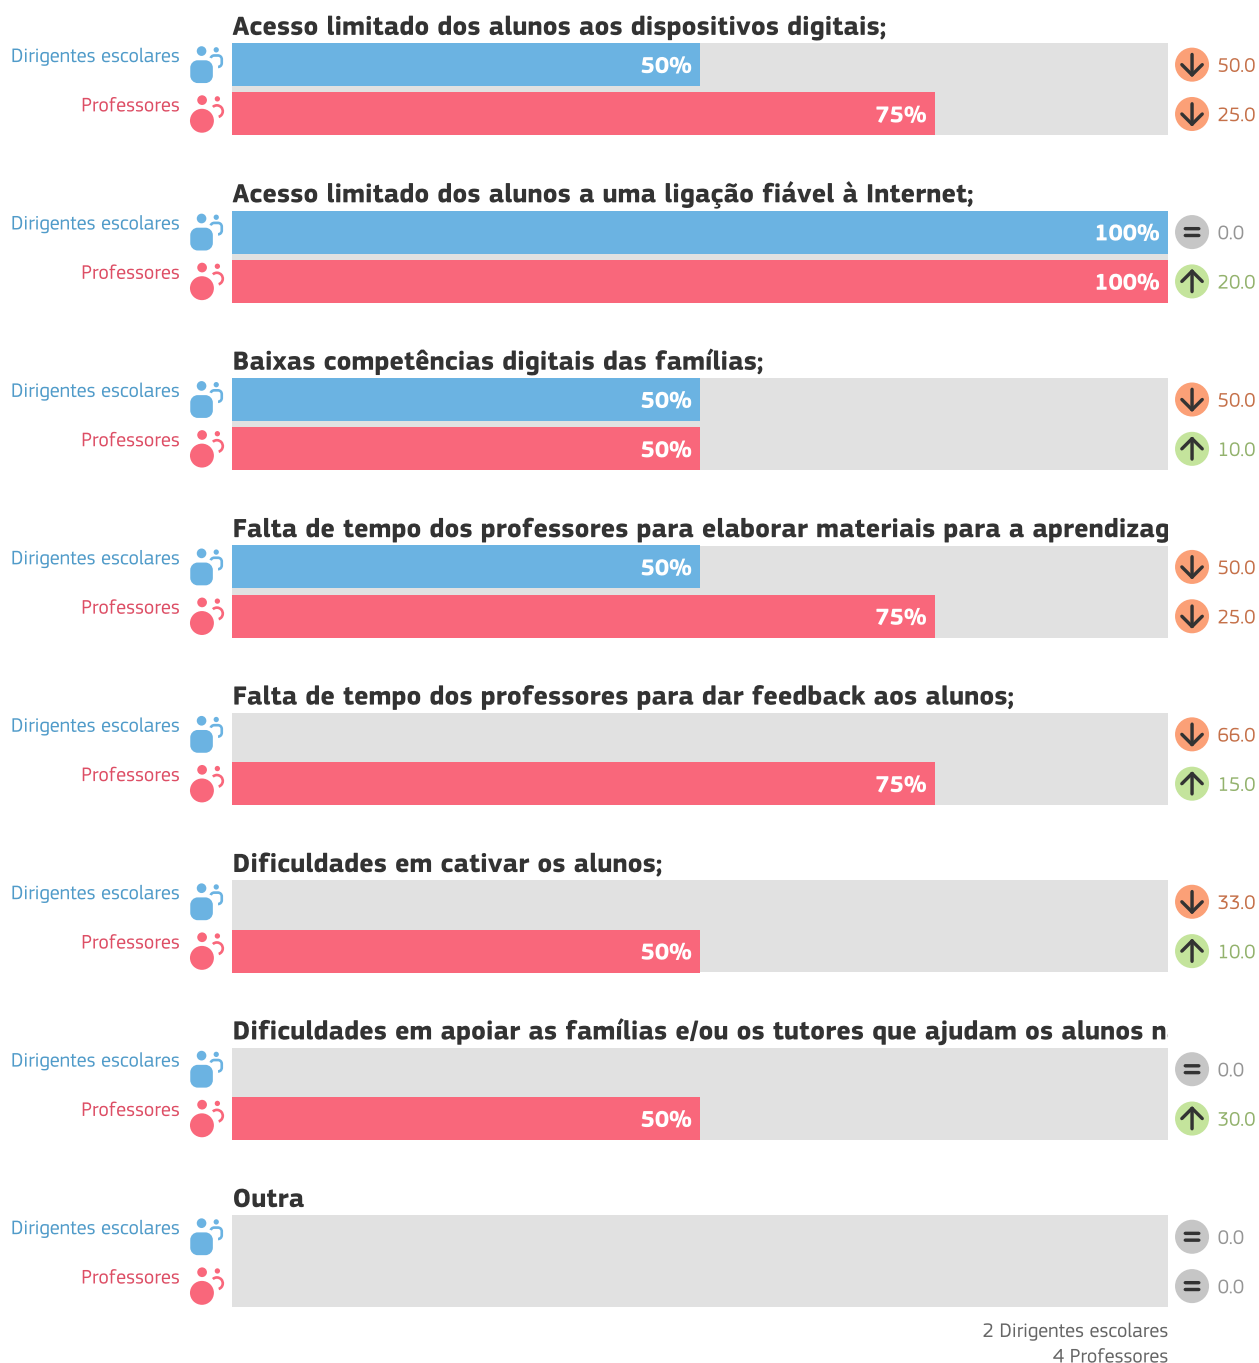 Acesso limitado dos alunos aos dispositivos digitais;
Dirigentes escolares 50% 50.0
Professores 75% 25.0
Acesso limitado dos alunos a uma ligação fiável à Internet;
Dirigentes escolares 100% = 0.0
Professores 100% 20.0
Baixas competências digitais das famílias;
Dirigentes escolares 50% 50.0
Professores 50% 10.0
Falta de tempo dos professores para elaborar materiais para a aprendizag
Dirigentes escolares 50% 50.0
Professores 75% 25.0
Falta de tempo dos professores para dar feedback aos alunos;
Dirigentes escolares 66.0
Professores 75% 15.0
Dificuldades em cativar os alunos;
Dirigentes escolares 33.0
Professores 50% 10.0
Dificuldades em apoiar as famílias e/ou os tutores que ajudam os alunos n
Dirigentes escolares = 0.0
Professores 50% 30.0
Outra
Dirigentes escolares = 0.0
Professores = 0.0
2 Dirigentes escolares
4 Professores